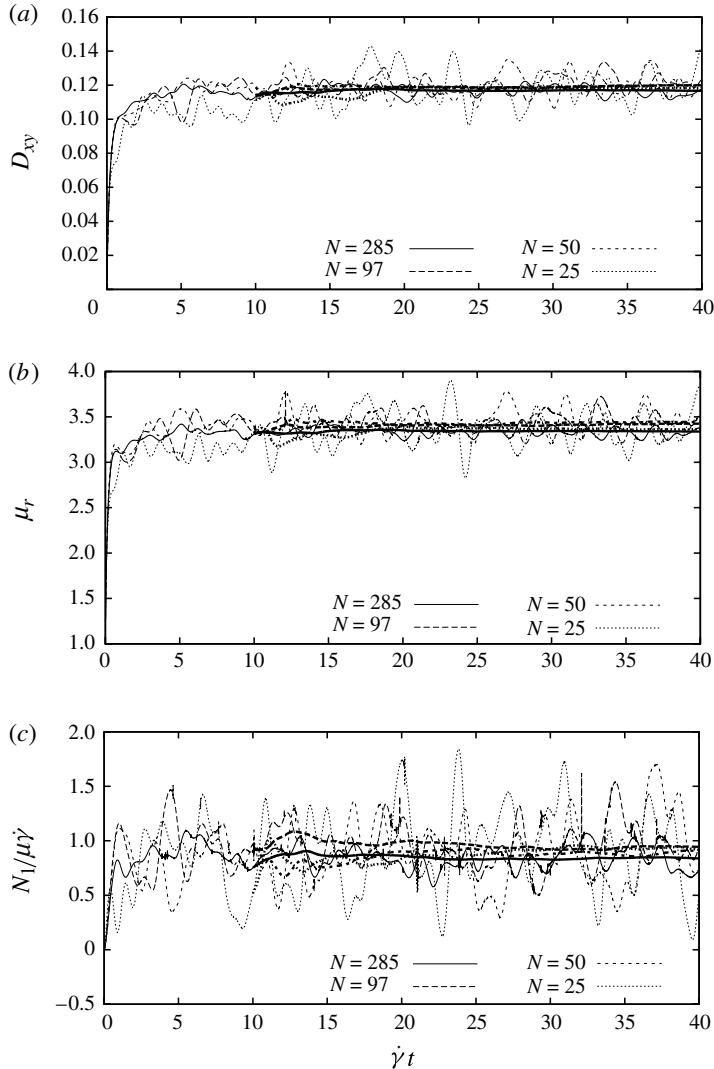 (a)
0.16
0.14
0.12
0.10
0.08
0.06
0.04
0.02
D_xy
N = 285
N = 50
N = 97
N = 25
0 5 10 15 20 25 30 35 40
(b)
4.0
3.5
3.0
2.5
2.0
1.5
1.0
μ_r
N = 285
N = 50
N = 97
N = 25
0 5 10 15 20 25 30 35 40
(c)
2.0
1.5
1.0
0.5
0
−0.5
N₁/μγ̇
N = 285
N = 50
N = 97
N = 25
0 5 10 15 20 25 30 35 40
γ̇ t